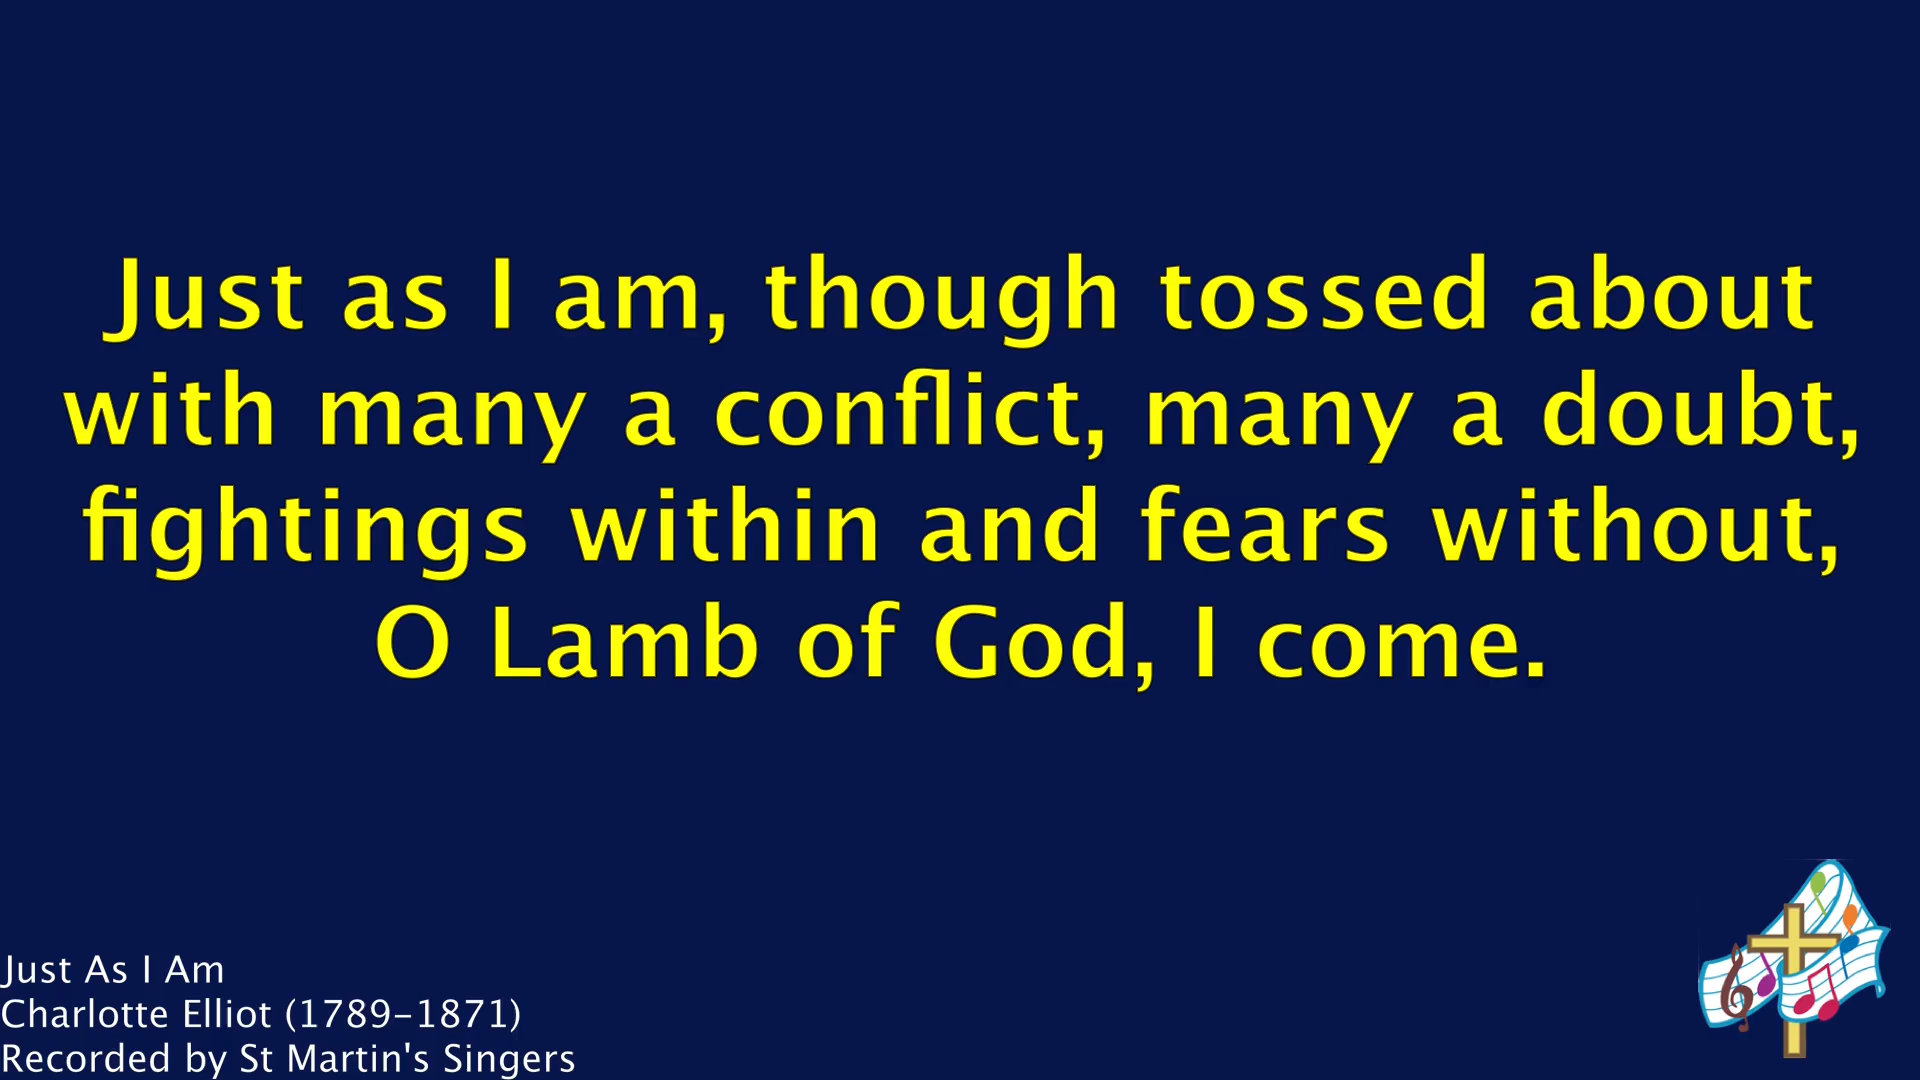 Just as I am, though tossed about
with many a conflict, many a doubt,
fightings within and fears without,
O Lamb of God, I come.
Just As I Am
Charlotte Elliot (1789-1871)
Recorded by St Martin's Singers